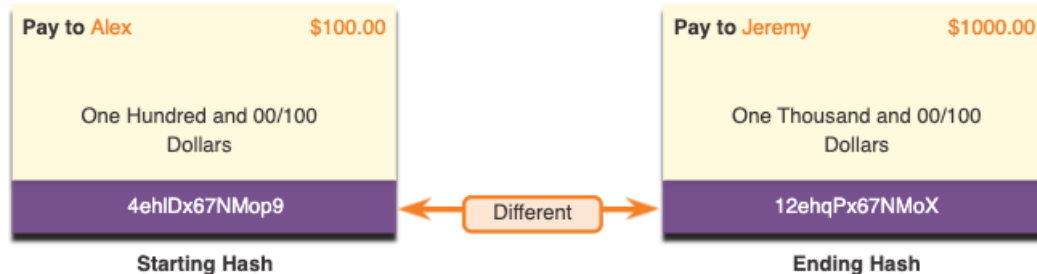 Pay to Alex $100.00
One Hundred and 00/100
Dollars
4ehIDx67NMop9
Starting Hash
Different
Pay to Jeremy $1000.00
One Thousand and 00/100
Dollars
12ehqPx67NMoX
Ending Hash